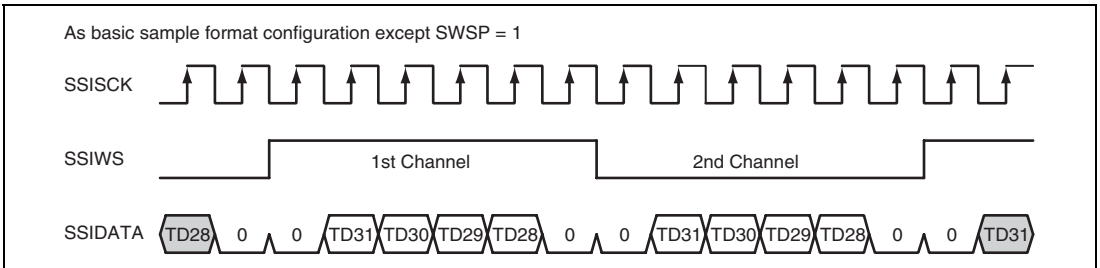 As basic sample format configuration except SWSP = 1
SSISCK
SSIWS 1st Channel 2nd Channel
SSIDATA TD28 0 0 TD31 TD30 TD29 TD28 0 0 TD31 TD30 TD29 TD28 0 0 TD31